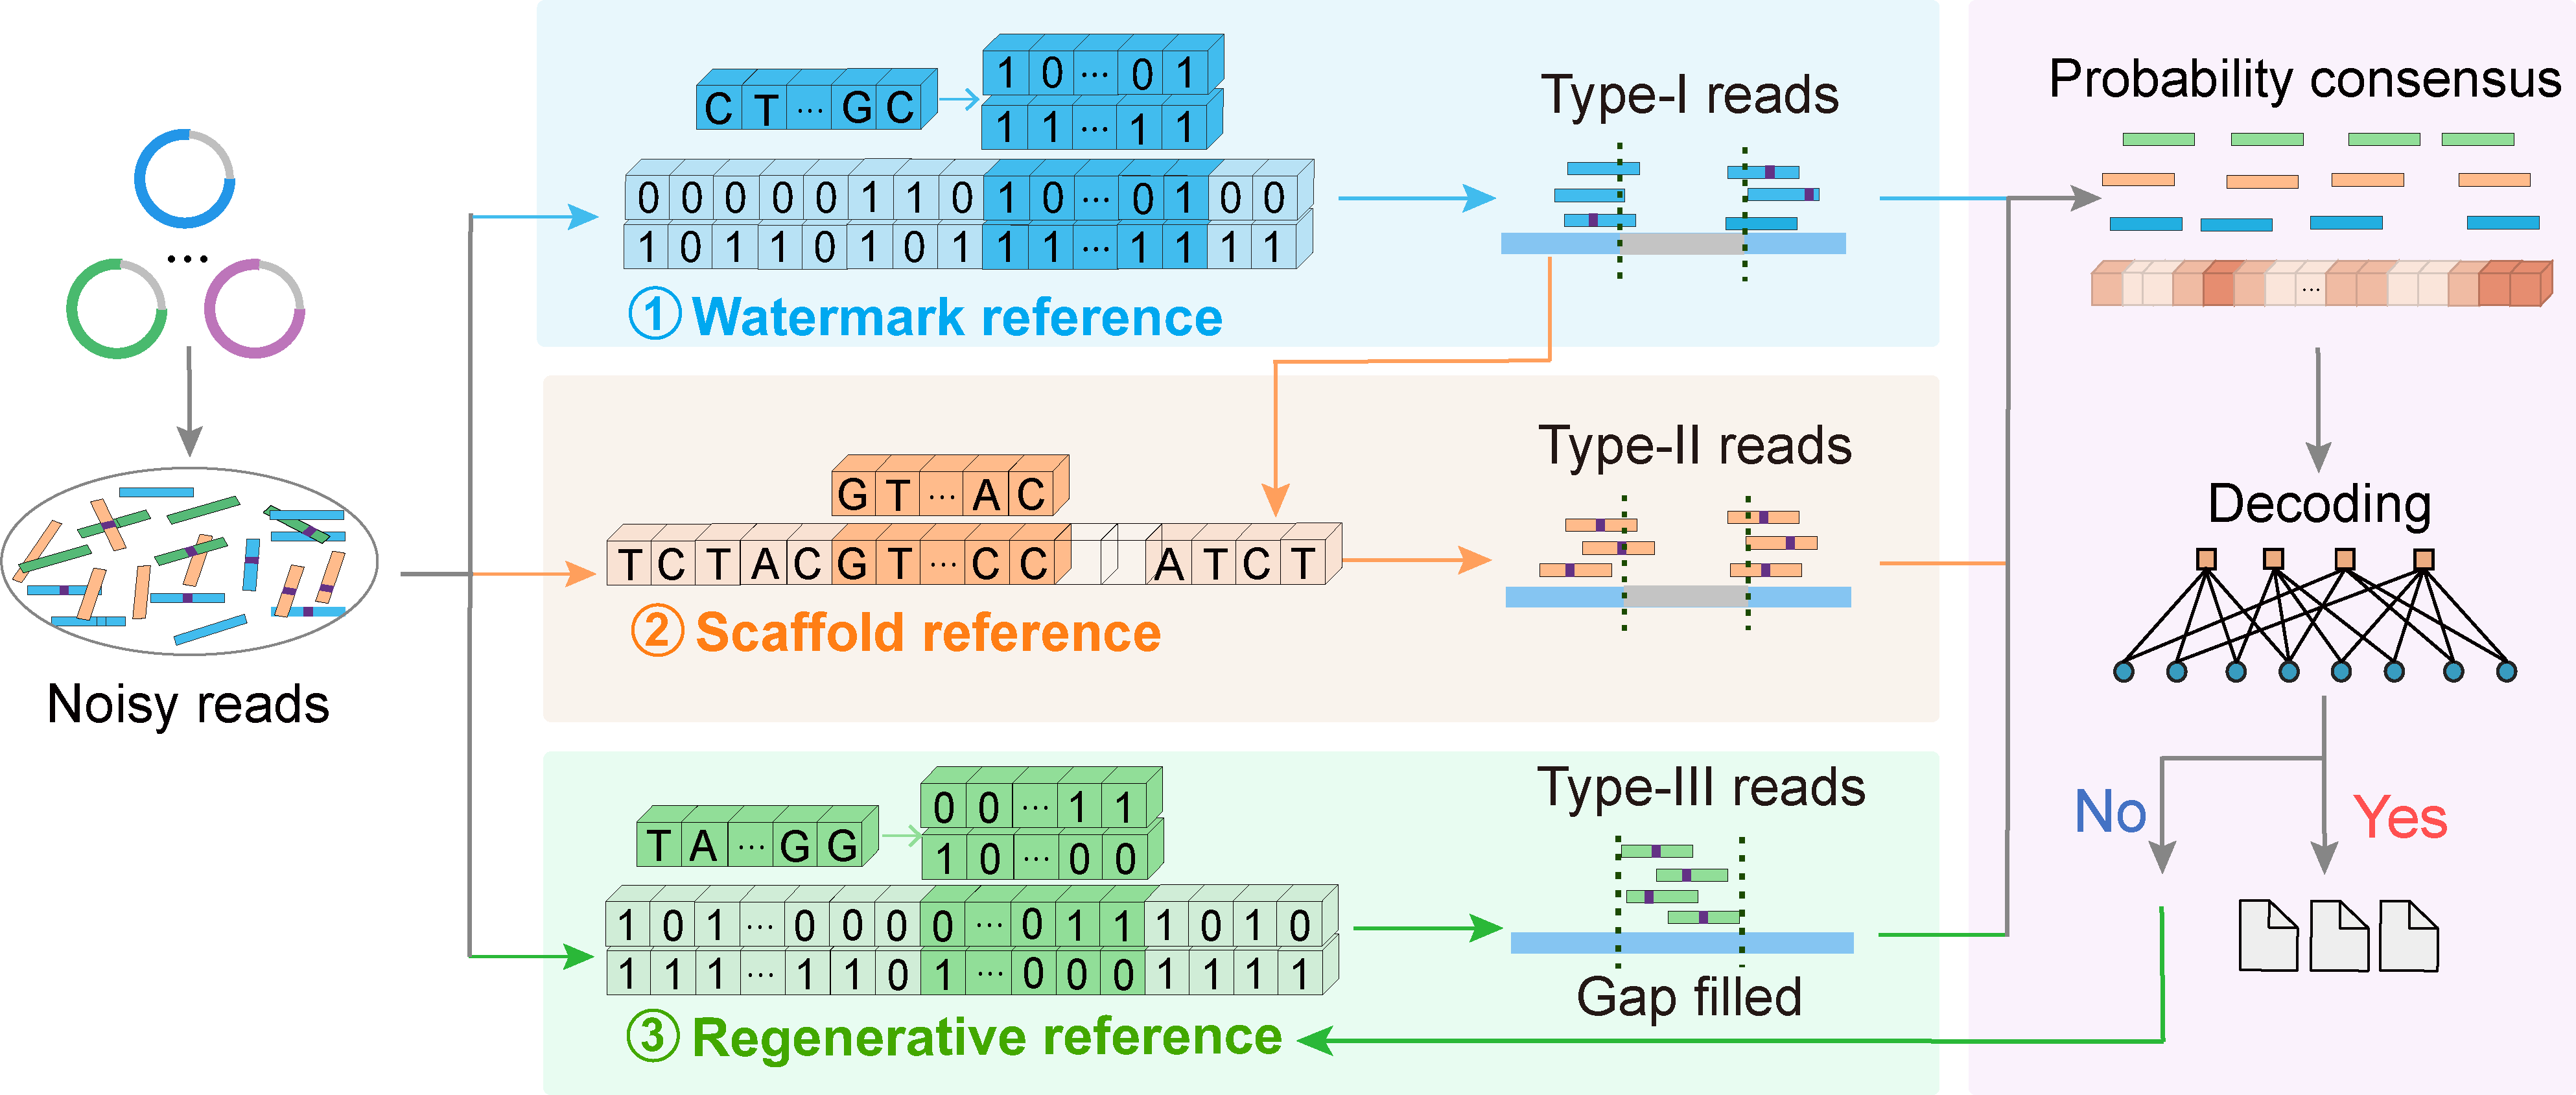 Noisy reads
C T ... G C
1 0 ... 0 1
1 1 ... 1 1
0 0 0 0 0 1 1 0 1 0 ... 0 1 0 0
1 0 1 1 0 1 0 1 1 1 ... 1 1 1 1
① Watermark reference
Type-I reads
G T ... A C
T C T A C G T ... C C A T C T
② Scaffold reference
Type-II reads
T A ... G G
0 0 ... 1 1
1 0 ... 0 0
1 0 1 ... 0 0 0 0 ... 0 1 1 1 0 1 0
1 1 1 ... 1 1 0 1 ... 0 0 0 1 1 1 1
③ Regenerative reference
Type-III reads
Gap filled
Probability consensus
...
Decoding
No
Yes